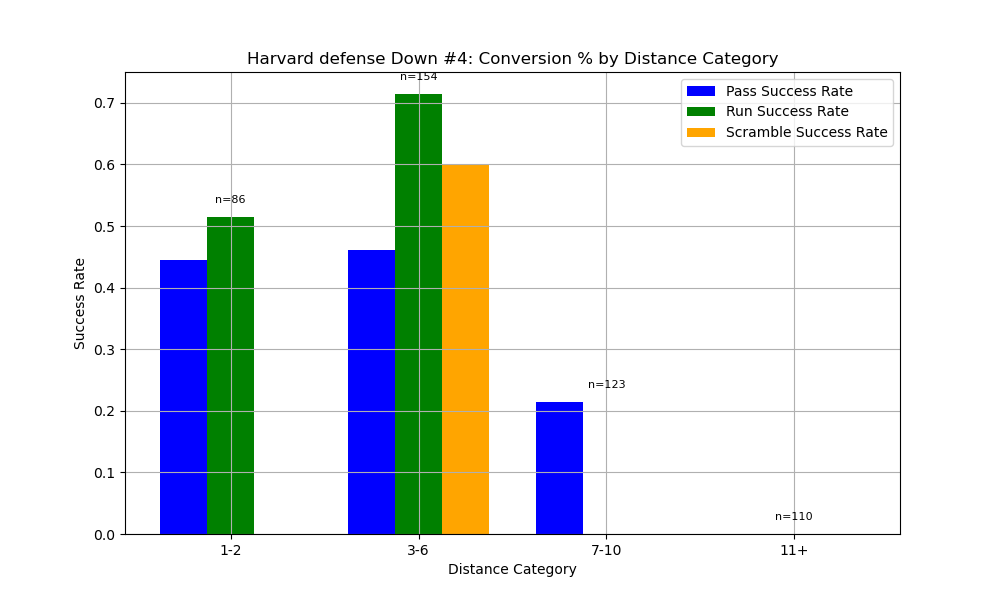 Harvard defense Down #4: Conversion % by Distance Category
n=154
Pass Success Rate
Run Success Rate
Scramble Success Rate
n=86
n=123
n=110
0.7
0.6
0.5
0.4
0.3
0.2
0.1
0.0
Success Rate
1-2
3-6
7-10
11+
Distance Category